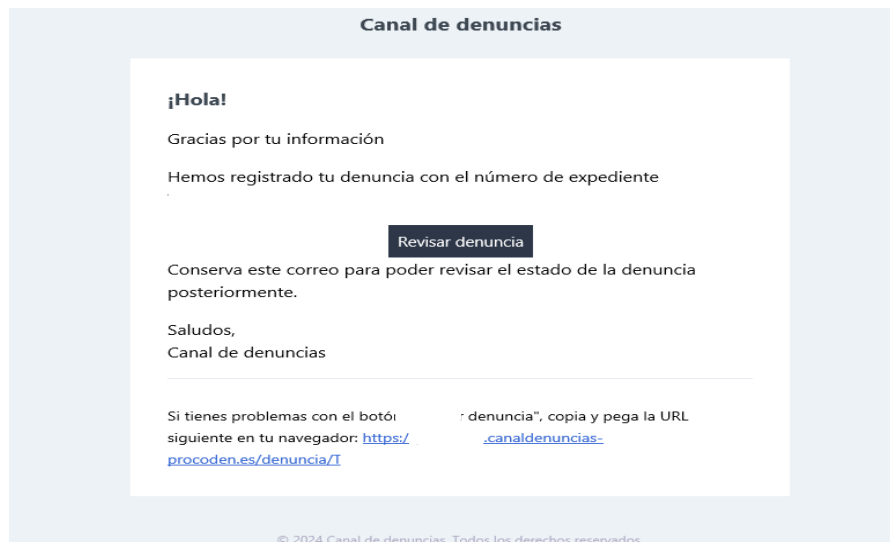 Canal de denuncias
¡Hola!
Gracias por tu información
Hemos registrado tu denuncia con el número de expediente
Revisar denuncia
Conserva este correo para poder revisar el estado de la denuncia
posteriormente.
Saludos,
Canal de denuncias
Si tienes problemas con el denuncia", copia y pega la URL
siguiente en tu navegador: https:/ .canaldenuncias-
procoden.es/denuncia/T
© 2024 Canal de denuncias. Todos los derechos reservados.